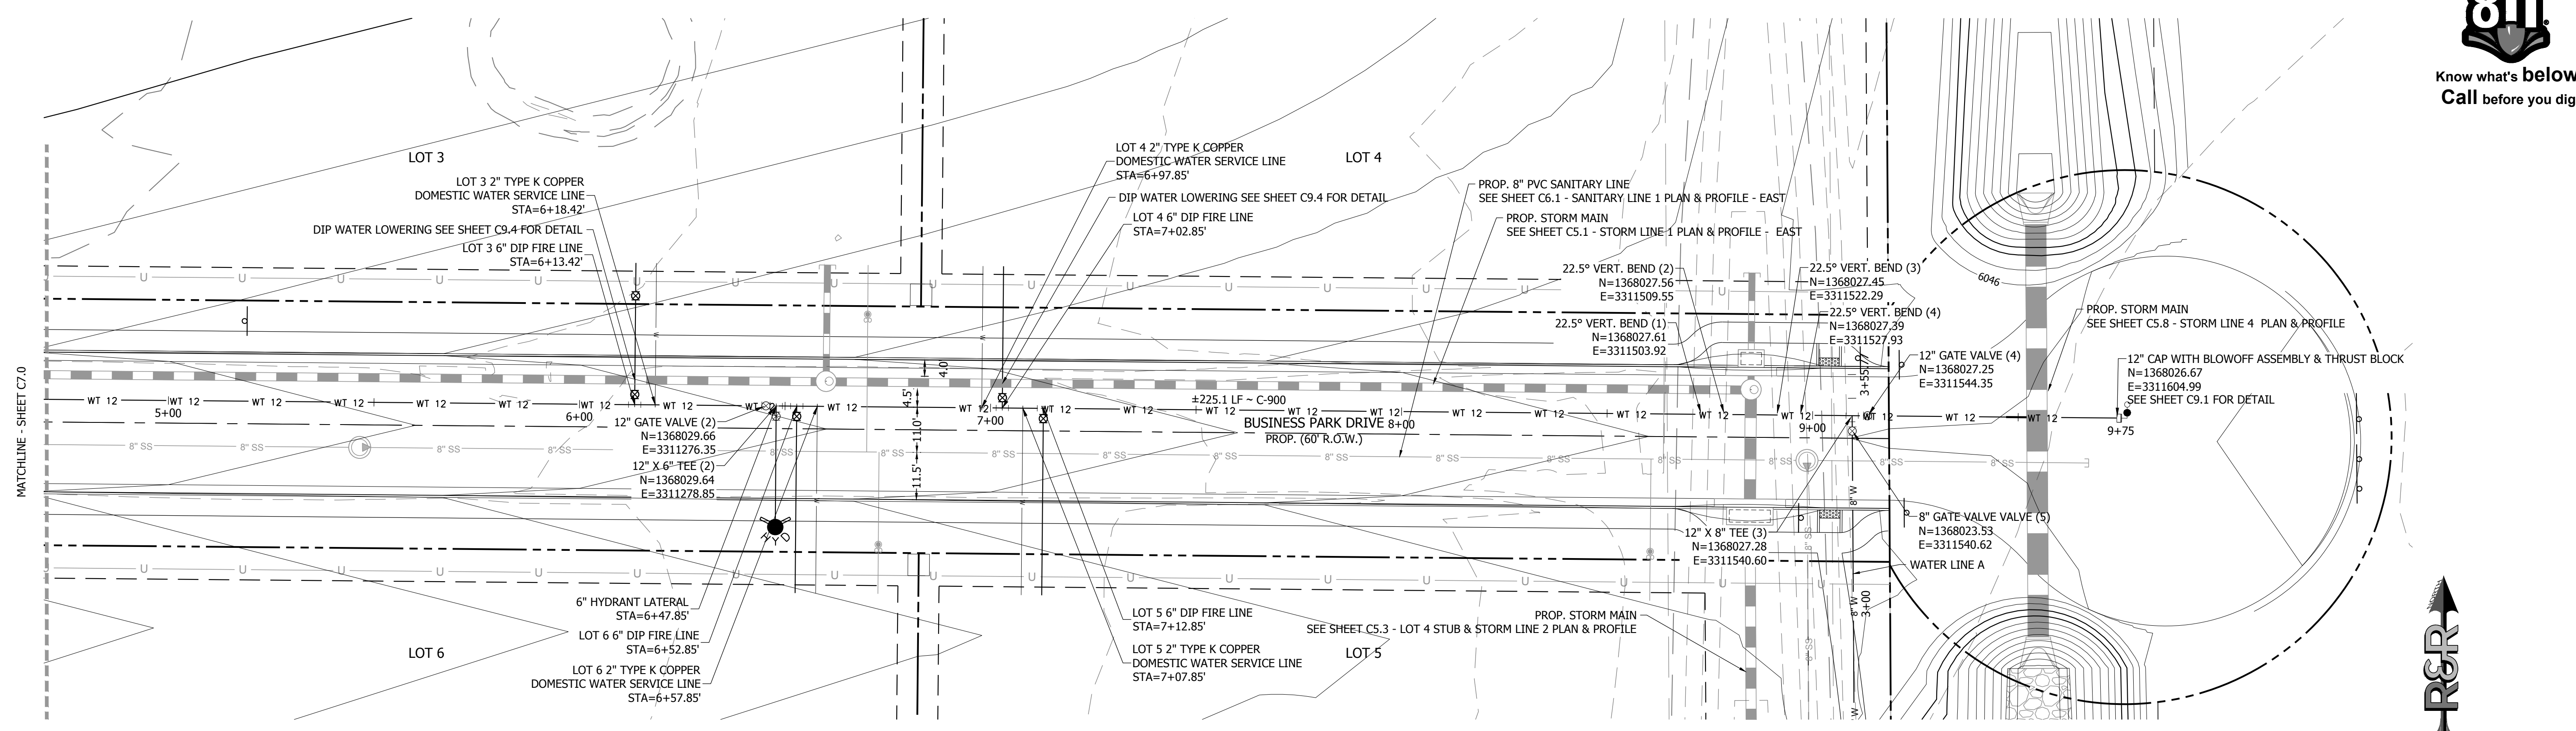 811
Know what's below
Call before you dig
MATCHLINE - SHEET C7.0
LOT 3
LOT 3 2" TYPE K COPPER
DOMESTIC WATER SERVICE LINE
STA=6+18.42'
DIP WATER LOWERING SEE SHEET C9.4 FOR DETAIL
LOT 3 6" DIP FIRE LINE
STA=6+13.42'
LOT 4 2" TYPE K COPPER
DOMESTIC WATER SERVICE LINE
STA=6+97.85'
DIP WATER LOWERING SEE SHEET C9.4 FOR DETAIL
LOT 4 6" DIP FIRE LINE
STA=7+02.85'
LOT 4
PROP. 8" PVC SANITARY LINE
SEE SHEET C6.1 - SANITARY LINE 1 PLAN & PROFILE - EAST
PROP. STORM MAIN
SEE SHEET C5.1 - STORM LINE 1 PLAN & PROFILE - EAST
22.5° VERT. BEND (2)
N=1368027.56
E=3311509.55
22.5° VERT. BEND (1)
N=1368027.61
E=3311503.92
22.5° VERT. BEND (3)
N=1368027.45
E=3311522.29
22.5° VERT. BEND (4)
N=1368027.39
E=3311527.93
12" GATE VALVE (4)
N=1368027.25
E=3311544.35
6046
PROP. STORM MAIN
SEE SHEET C5.8 - STORM LINE 4 PLAN & PROFILE
12" CAP WITH BLOWOFF ASSEMBLY & THRUST BLOCK
N=1368026.67
E=3311604.99
SEE SHEET C9.1 FOR DETAIL
9+75
4.0'
4.5'
11.0'
11.5'
WT 12
5+00
6+00
7+00
±225.1 LF ~ C-900
BUSINESS PARK DRIVE
PROP. (60' R.O.W.)
8+00
9+00
8" SS
12" GATE VALVE (2)
N=1368029.66
E=3311276.35
12" X 6" TEE (2)
N=1368029.64
E=3311278.85
HYD
6" HYDRANT LATERAL
STA=6+47.85'
LOT 6 6" DIP FIRE LINE
STA=6+52.85'
LOT 6 2" TYPE K COPPER
DOMESTIC WATER SERVICE LINE
STA=6+57.85'
LOT 6
LOT 5 6" DIP FIRE LINE
STA=7+12.85'
LOT 5 2" TYPE K COPPER
DOMESTIC WATER SERVICE LINE
STA=7+07.85'
LOT 5
PROP. STORM MAIN
SEE SHEET C5.3 - LOT 4 STUB & STORM LINE 2 PLAN & PROFILE
12" X 8" TEE (3)
N=1368027.28
E=3311540.60
8" GATE VALVE VALVE (5)
N=1368023.53
E=3311540.62
WATER LINE A
8" W
3+00
R&R
NORTH